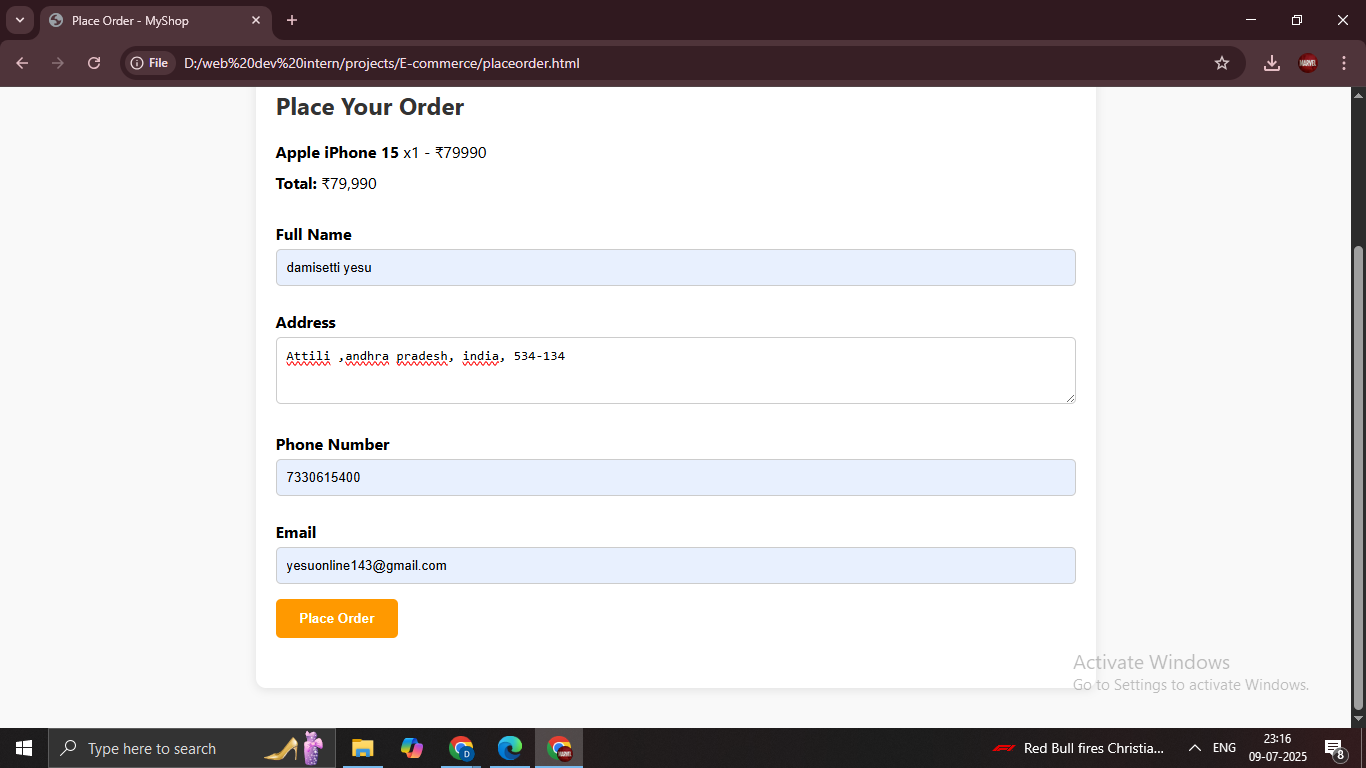 Place Order - MyShop
File D:/web%20dev%20intern/projects/E-commerce/placeorder.html
MARVEL
Place Your Order
Apple iPhone 15 x1 - ₹79990
Total: ₹79,990
Full Name
damisetti yesu
Address
Attili ,andhra pradesh, india, 534-134
Phone Number
7330615400
Email
yesuonline143@gmail.com
Place Order
Activate Windows
Go to Settings to activate Windows.
Type here to search
D
MARVEL
Red Bull fires Christia...
ENG
23:16
09-07-2025
8